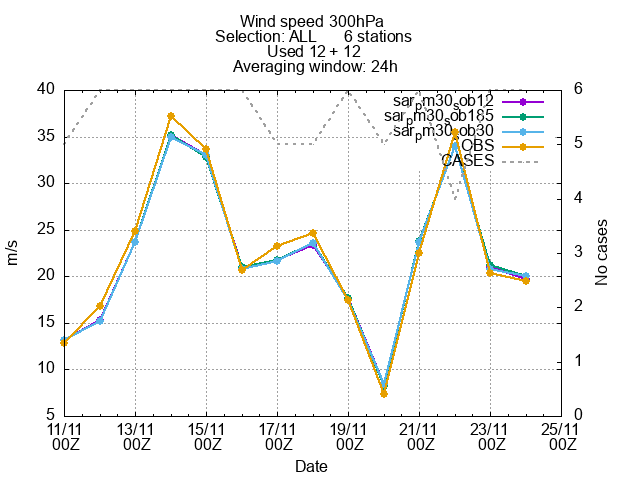 Wind speed 300hPa
Selection: ALL 6 stations
Used 12 + 12
Averaging window: 24h
sarpm30sob12
sarpm30sob185
sarpm30sob30
OBS
CASES
40
35
30
25
20
15
10
5
m/s
6
5
4
3
2
1
0
No cases
11/11 13/11 15/11 17/11 19/11 21/11 23/11 25/11
00Z 00Z 00Z 00Z 00Z 00Z 00Z 00Z
Date